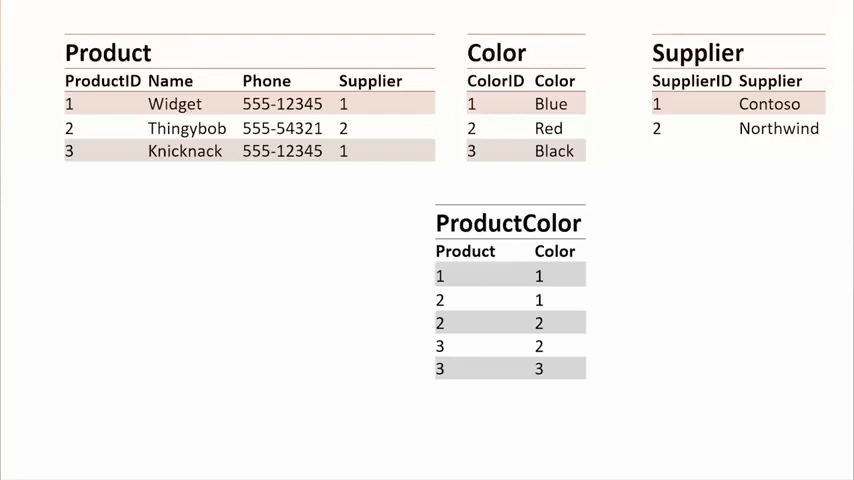 Product
ProductID Name Phone Supplier
1 Widget 555-12345 1
2 Thingybob 555-54321 2
3 Knicknack 555-12345 1
Color
ColorID Color
1 Blue
2 Red
3 Black
Supplier
SupplierID Supplier
1 Contoso
2 Northwind
ProductColor
Product Color
1 1
2 1
2 2
3 2
3 3